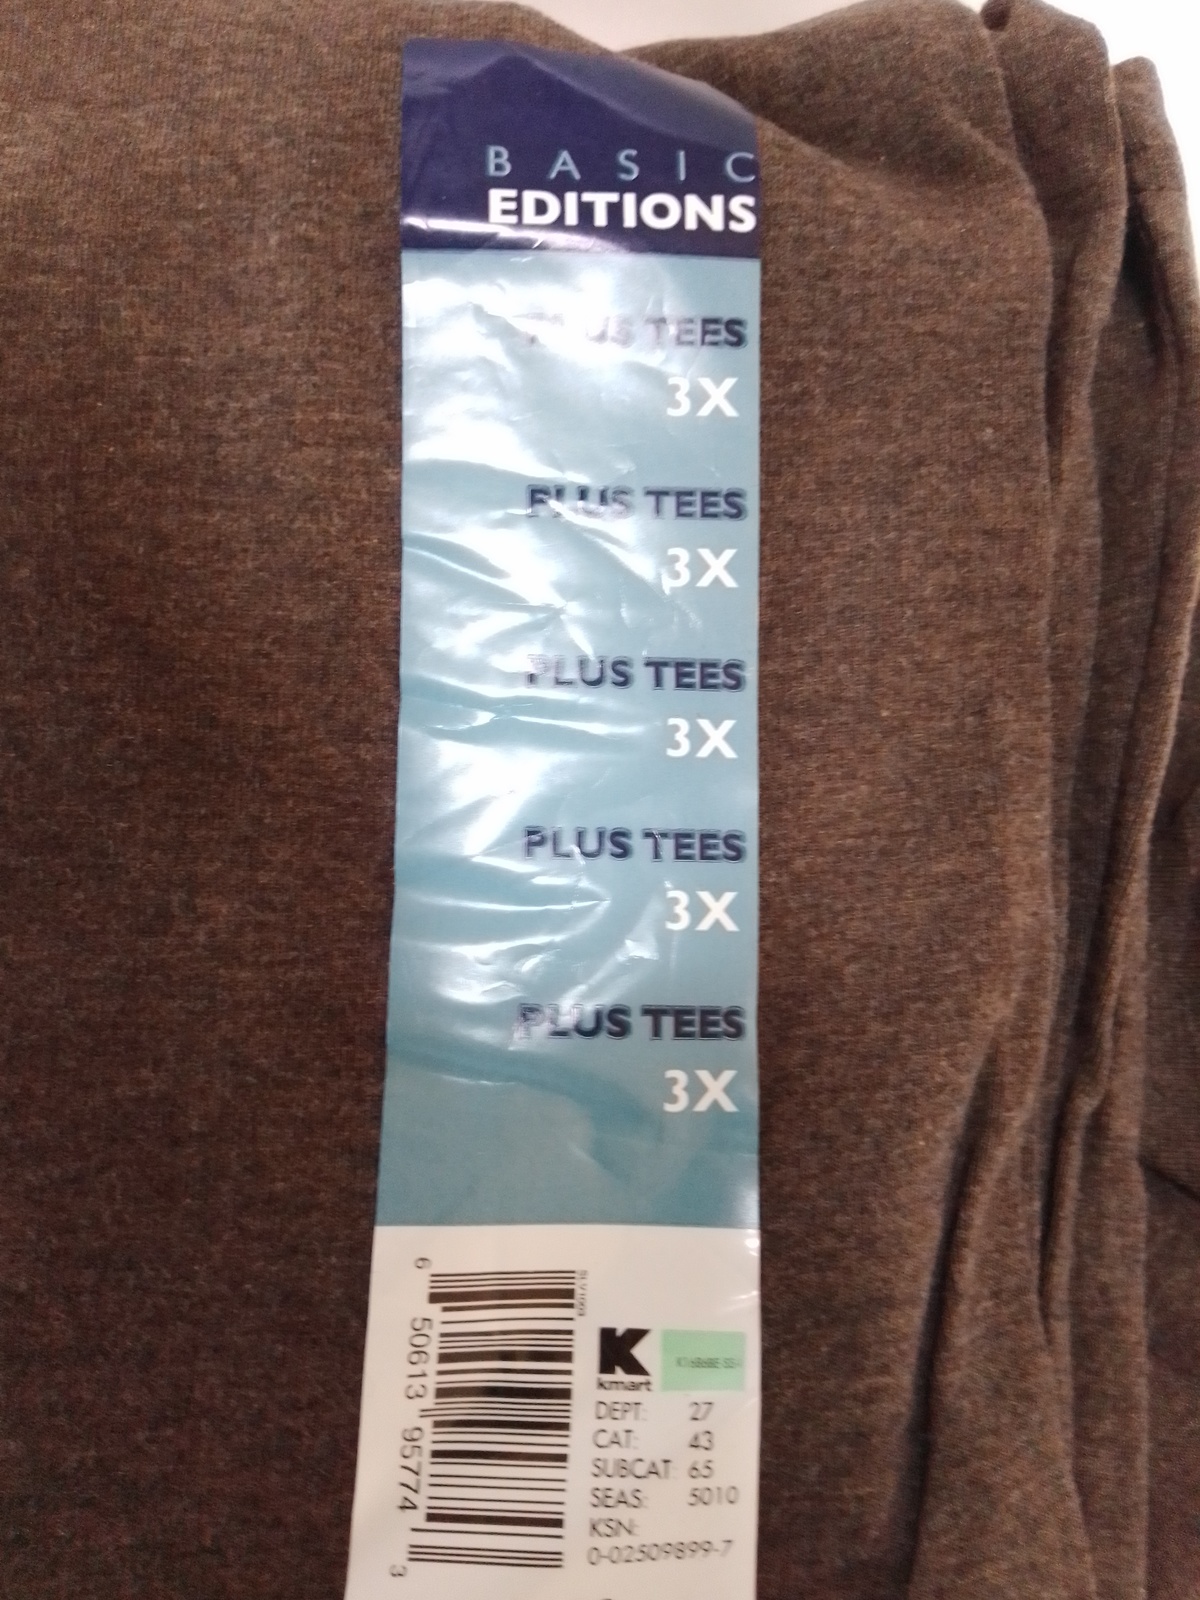 BASIC
EDITIONS
PLUS TEES
3X
PLUS TEES
3X
PLUS TEES
3X
PLUS TEES
3X
PLUS TEES
3X
6 50613 95774 3
K
kmart
DEPT: 27
CAT: 43
SUBCAT: 65
SEAS: 5010
KSN:
0-02509899-7